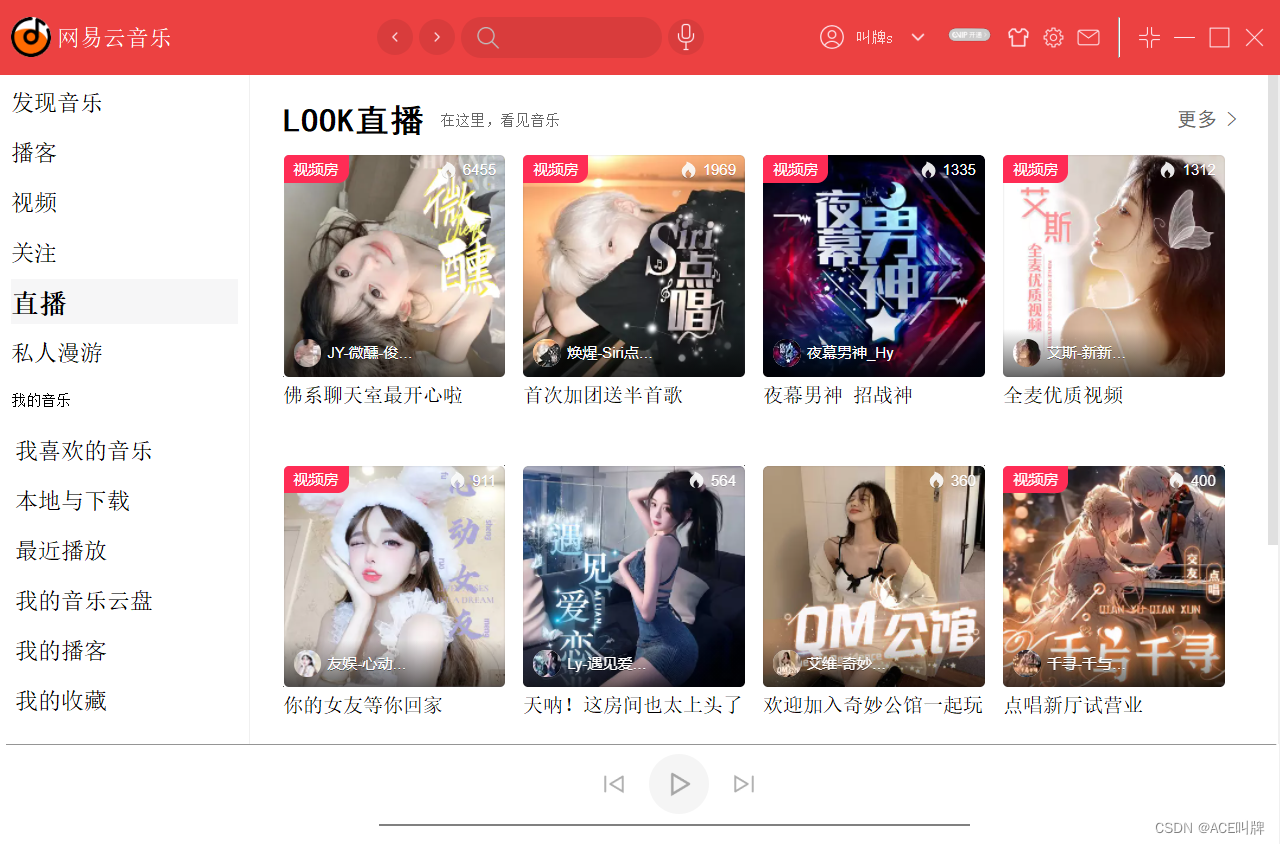 网易云音乐
叫牌s
发现音乐
播客
视频
关注
直播
私人漫游
我的音乐
我喜欢的音乐
本地与下载
最近播放
我的音乐云盘
我的播客
我的收藏
LOOK直播 在这里，看见音乐
更多
视频房 6455
微醺
JY-微醺-俊...
佛系聊天室最开心啦
视频房 1969
Siri点唱
焕煋-Siri点...
首次加团送半首歌
视频房 1335
夜幕男神
夜幕男神_Hy
夜幕男神 招战神
视频房 1312
艾斯
全麦优质视频
艾斯-新新...
全麦优质视频
视频房 911
心动女友
友娱-心动...
你的女友等你回家
564
遇见爱恋
AI LIAN
Ly-遇见爱...
天呐！这房间也太上头了
360
QM公馆
艾维-奇妙...
欢迎加入奇妙公馆一起玩
视频房 400
交友
点唱
QIAN YU QIAN XUN
千与千寻
千寻-千与...
点唱新厅试营业
CSDN @ACE叫牌